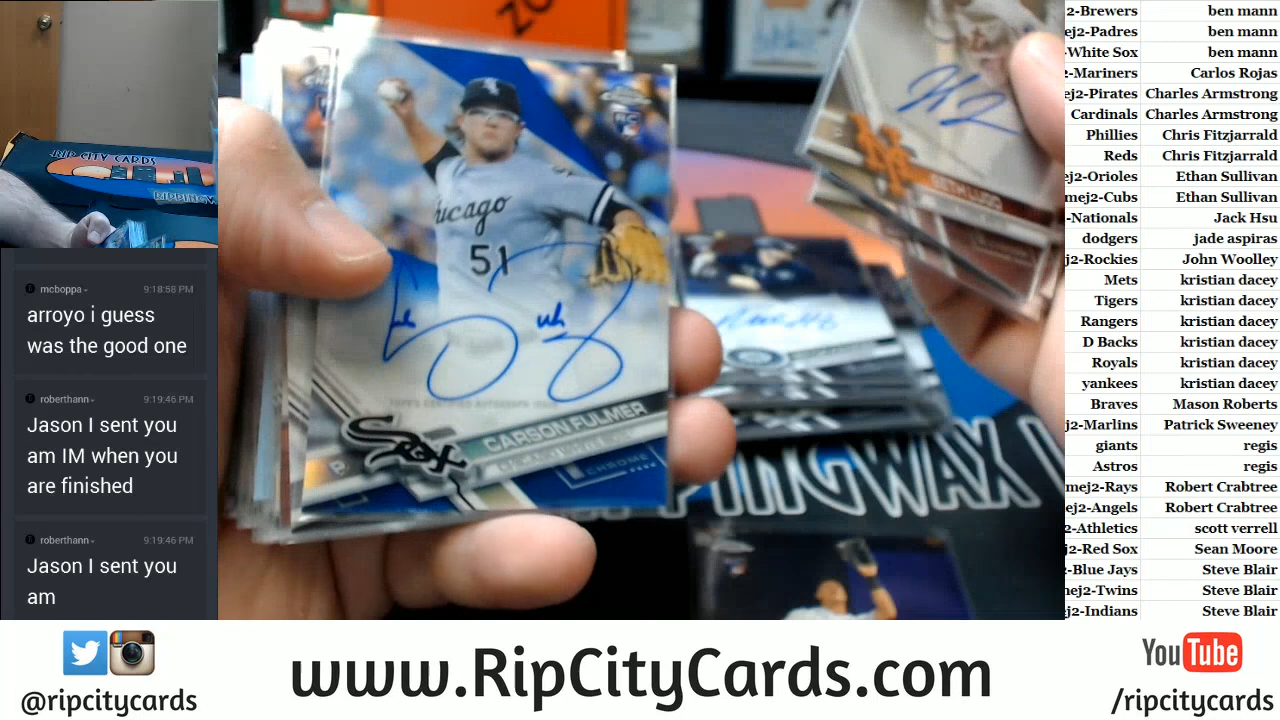 ZO
RIP CITY CARDS
RIPPINGWAX
mcboppa
9:18:58 PM
arroyo i guess
was the good one
roberthann
9:19:46 PM
Jason I sent you
am IM when you
are finished
roberthann
9:19:46 PM
Jason I sent you
am
RC
Chicago
51
CARSON FULMER
Sox
P
CHROME
SETH LUGO
PPINGWAX
2-Brewers ben mann
ej2-Padres ben mann
-White Sox ben mann
2-Mariners Carlos Rojas
ej2-Pirates Charles Armstrong
Cardinals Charles Armstrong
Phillies Chris Fitzjarrald
Reds Chris Fitzjarrald
ej2-Orioles Ethan Sullivan
mej2-Cubs Ethan Sullivan
-Nationals Jack Hsu
dodgers jade aspiras
j2-Rockies John Woolley
Mets kristian dacey
Tigers kristian dacey
Rangers kristian dacey
D Backs kristian dacey
Royals kristian dacey
yankees kristian dacey
Braves Mason Roberts
j2-Marlins Patrick Sweeney
giants regis
Astros regis
mej2-Rays Robert Crabtree
ej2-Angels Robert Crabtree
2-Athletics scott verrell
j2-Red Sox Sean Moore
-Blue Jays Steve Blair
mej2-Twins Steve Blair
ej2-Indians Steve Blair
@ripcitycards
www.RipCityCards.com
YouTube
/ripcitycards